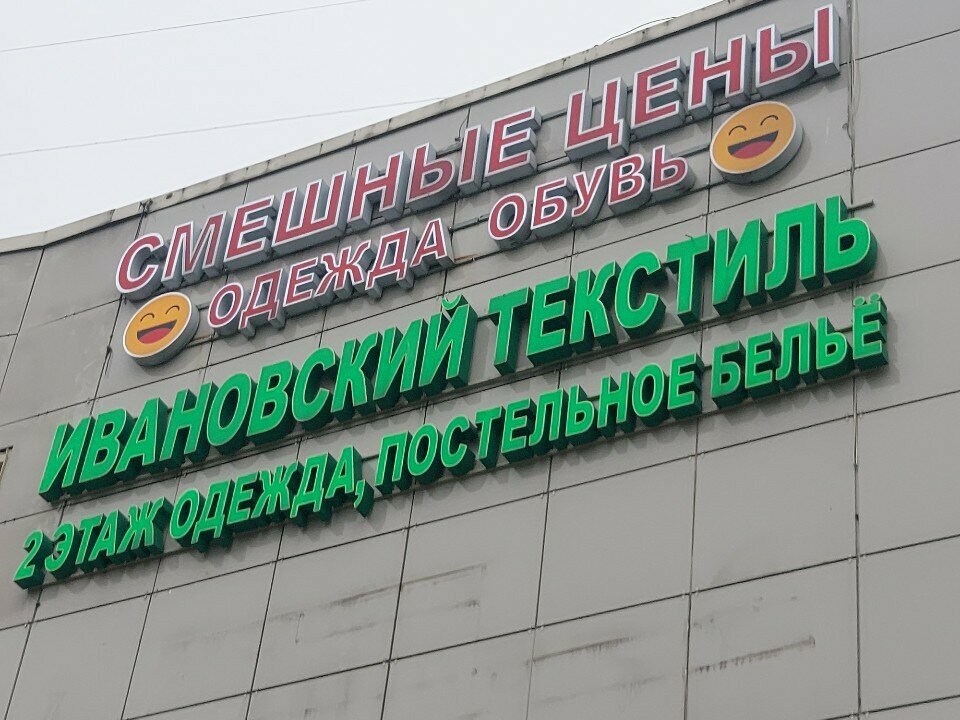 СМЕШНЫЕ ЦЕНЫ
ОДЕЖДА ОБУВЬ
ИВАНОВСКИЙ ТЕКСТИЛЬ
2 ЭТАЖ ОДЕЖДА, ПОСТЕЛЬНОЕ БЕЛЬЁ